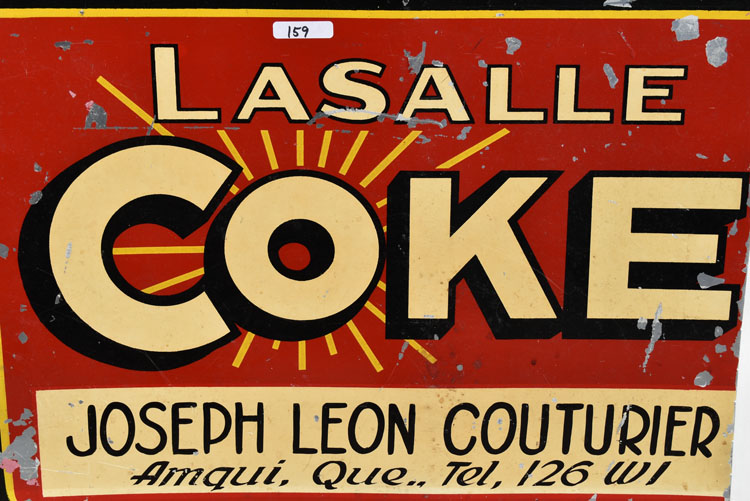 159
LASALLE
COKE
JOSEPH LEON COUTURIER
Amqui, Que., Tel, 126 W1